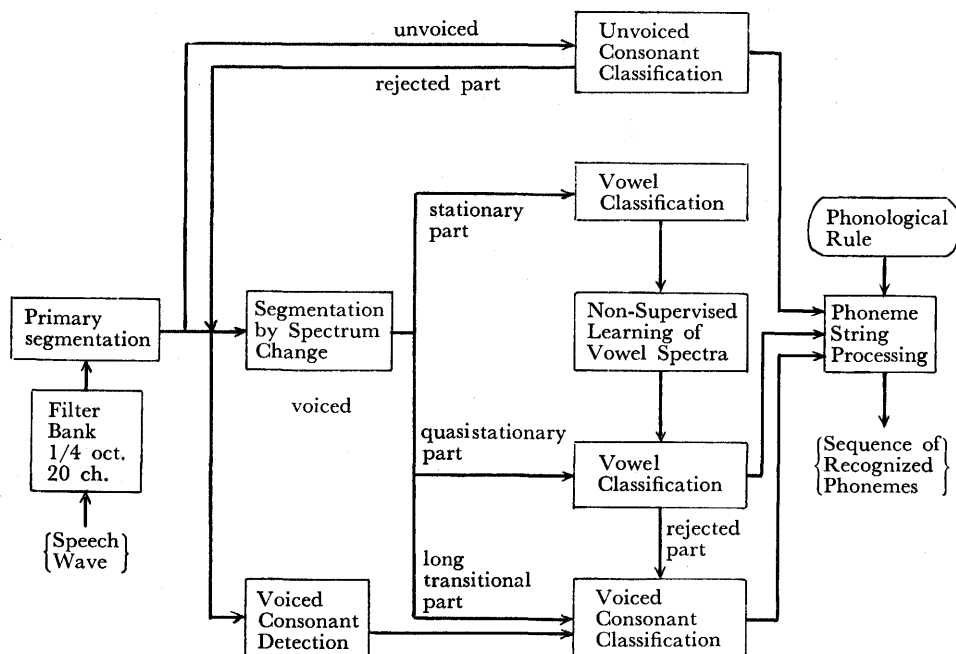 unvoiced
Unvoiced
Consonant
Classification
rejected part
Vowel
Classification
stationary
part
Phonological
Rule
Primary
segmentation
Segmentation
by Spectrum
Change
Non-Supervised
Learning of
Vowel Spectra
Phoneme
String
Processing
voiced
Filter
Bank
1/4 oct.
20 ch.
quasistationary
part
Vowel
Classification
Sequence of
Recognized
Phonemes
rejected
part
Speech
Wave
long
transitional
part
Voiced
Consonant
Detection
Voiced
Consonant
Classification